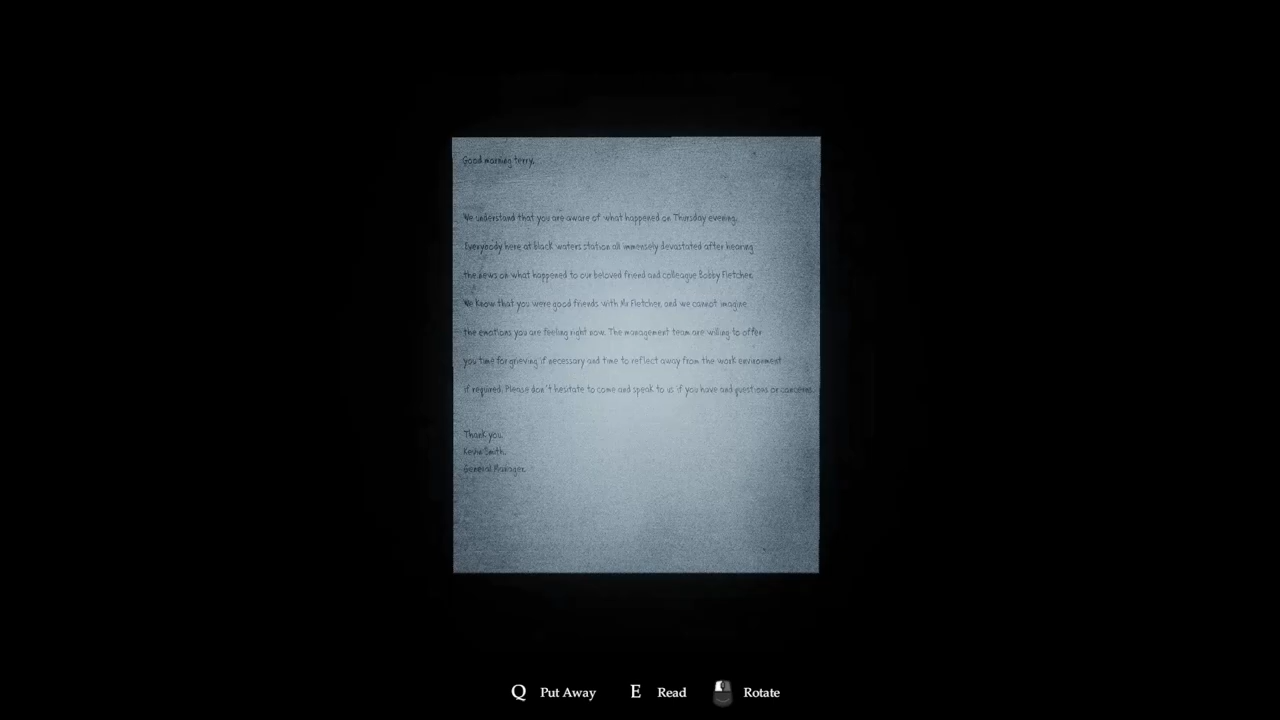 Good morning terry,
We understand that you are aware of what happened on Thursday evening,
Everybody here at black waters station all immensely devastated after hearing
the news on what happened to our beloved friend and colleague Bobby Fletcher.
We know that you were good friends with Mr Fletcher, and we cannot imagine
the emotions you are feeling right now. The management team are willing to offer
you time for grieving if necessary and time to reflect away from the work environment
if required. Please don't hesitate to come and speak to us if you have and questions or concerns.
Thank you,
Kevin Smith.
General Manager.
Q Put Away E Read Rotate